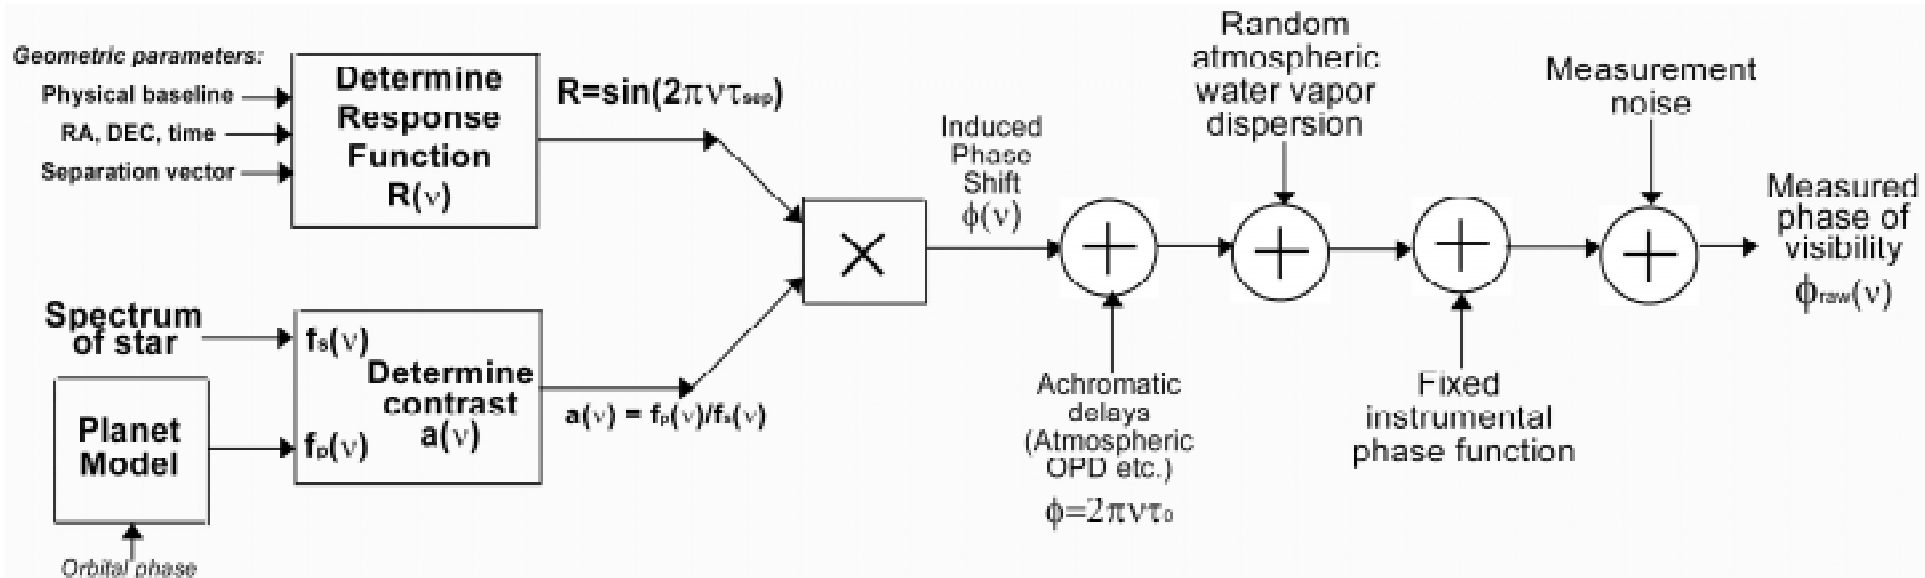 Geometric parameters:
Physical baseline
RA, DEC, time
Separation vector
Determine
Response
Function
R(ν)
R=sin(2πντsep)
Spectrum
of star
fs(ν)
Planet
Model
fp(ν)
Orbital phase
Determine
contrast
a(ν)
a(ν) = fp(ν)/fs(ν)
×
Induced
Phase
Shift
ϕ(ν)
+
Achromatic
delays
(Atmospheric
OPD etc.)
ϕ=2πντ0
Random
atmospheric
water vapor
dispersion
+
+
Fixed
instrumental
phase function
Measurement
noise
+
Measured
phase of
visibility
ϕraw(ν)